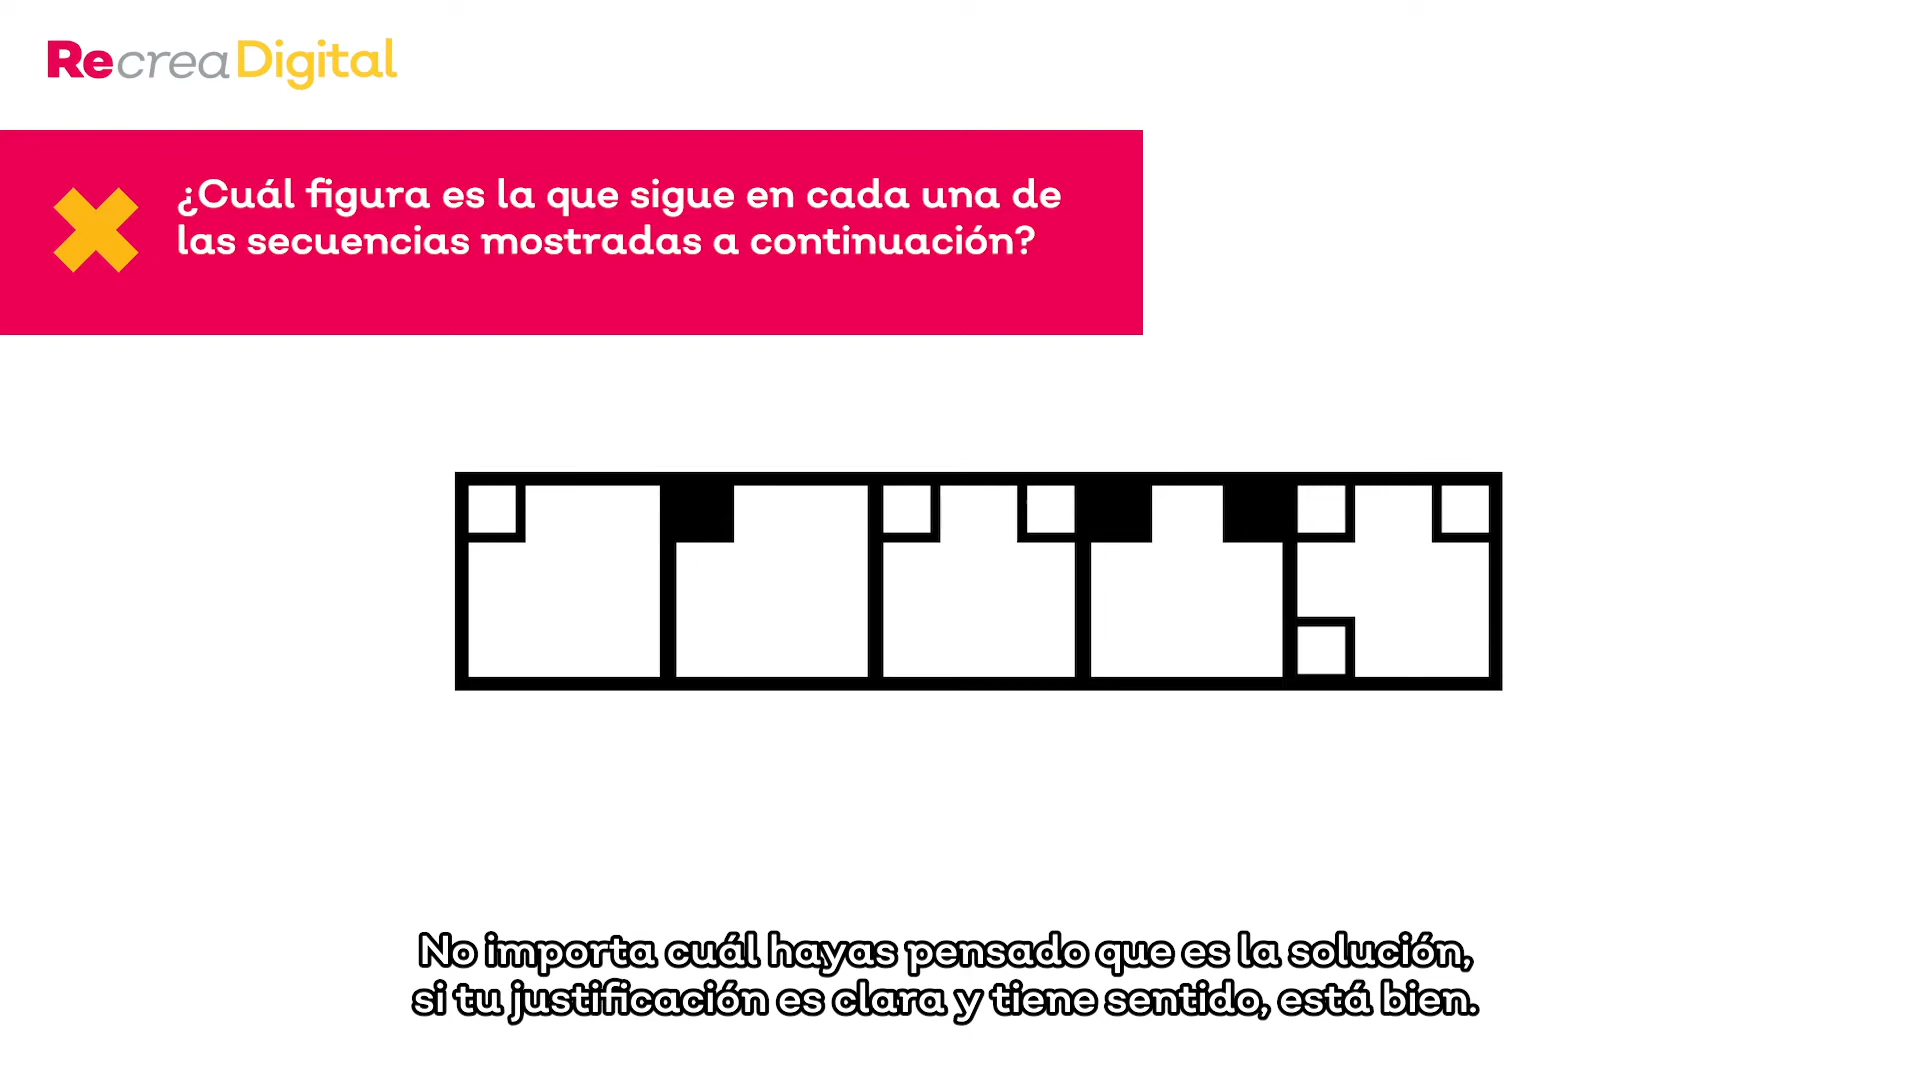 RecreaDigital
¿Cuál figura es la que sigue en cada una de
las secuencias mostradas a continuación?
No importa cuál hayas pensado que es la solución,
si tu justificación es clara y tiene sentido, está bien.